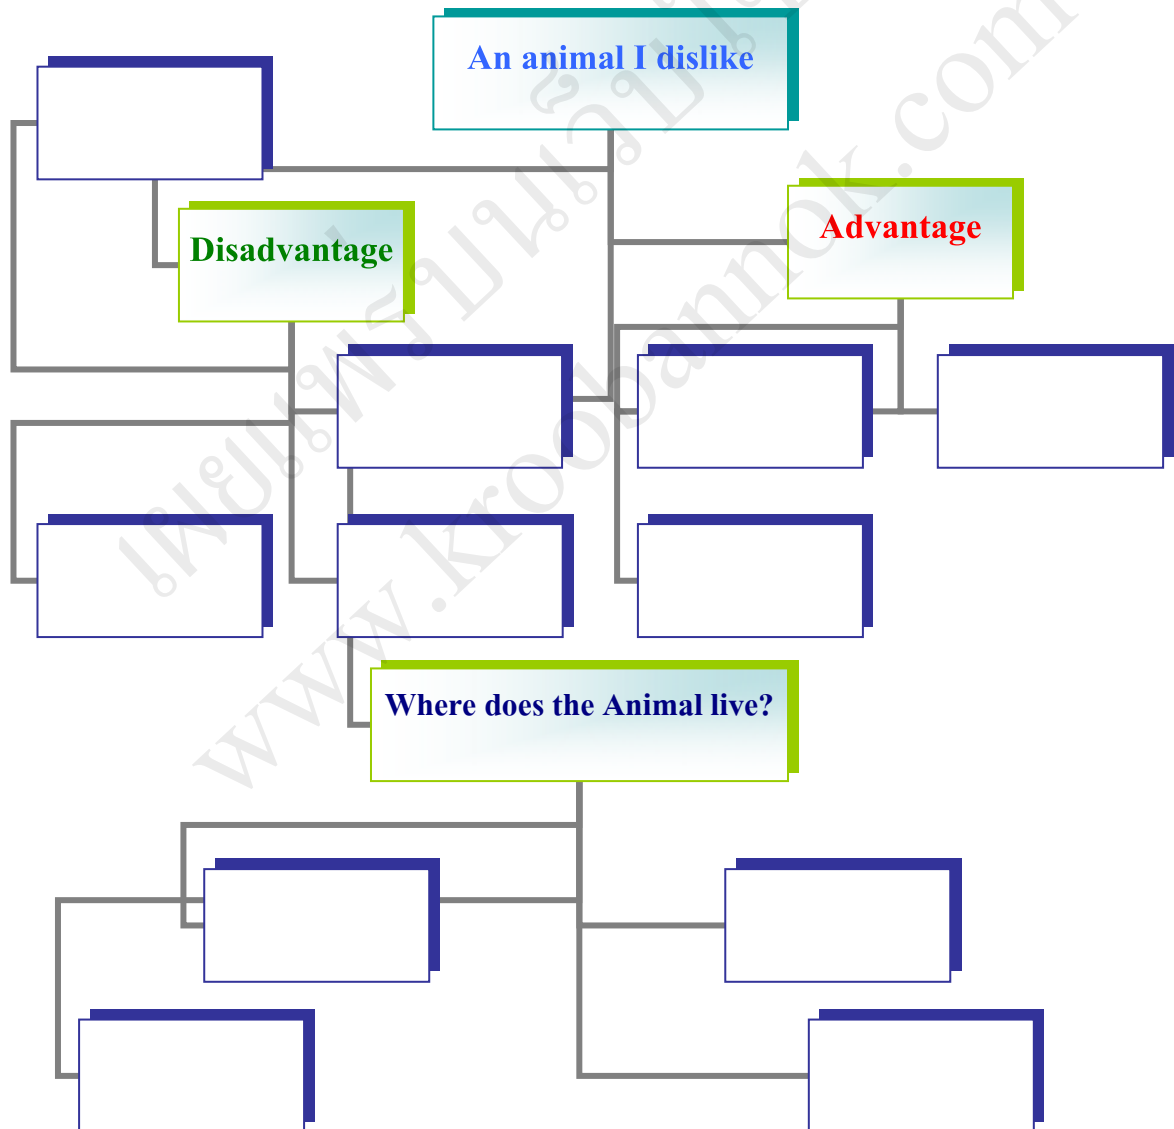 An animal I dislike
Advantage
Disadvantage
Where does the Animal live?
www.kroobannok.com